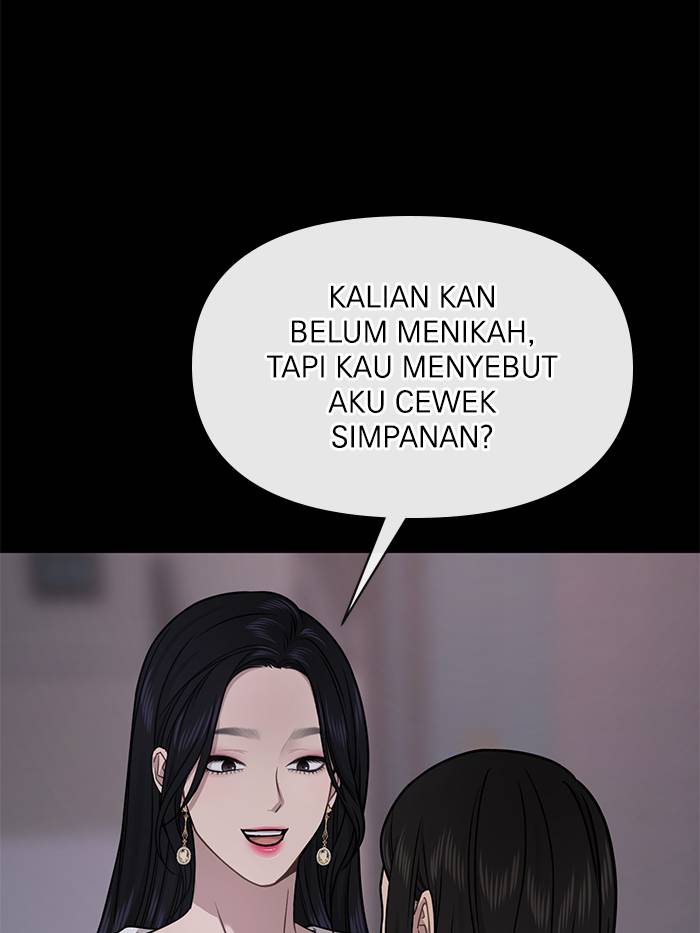 KALIAN KAN
BELUM MENIKAH,
TAPI KAU MENYEBUT
AKU CEWEK
SIMPANAN?